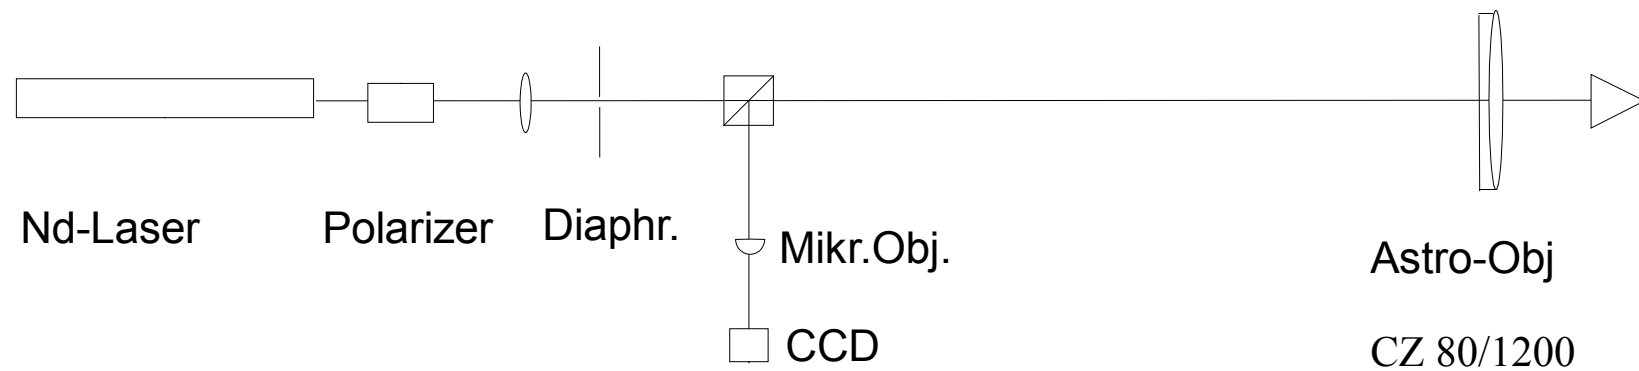 Nd-Laser
Polarizer
Diaphr.
Mikr.Obj.
CCD
Astro-Obj
CZ 80/1200